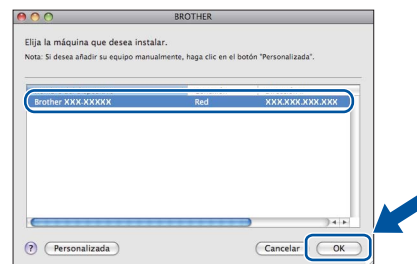 BROTHER
Elija la máquina que desea instalar.
Nota: Si desea añadir su equipo manualmente, haga clic en el botón "Personalizada".
Brother XXX-XXXXX Red XXX.XXX.XXX.XXX
? Personalizada Cancelar OK